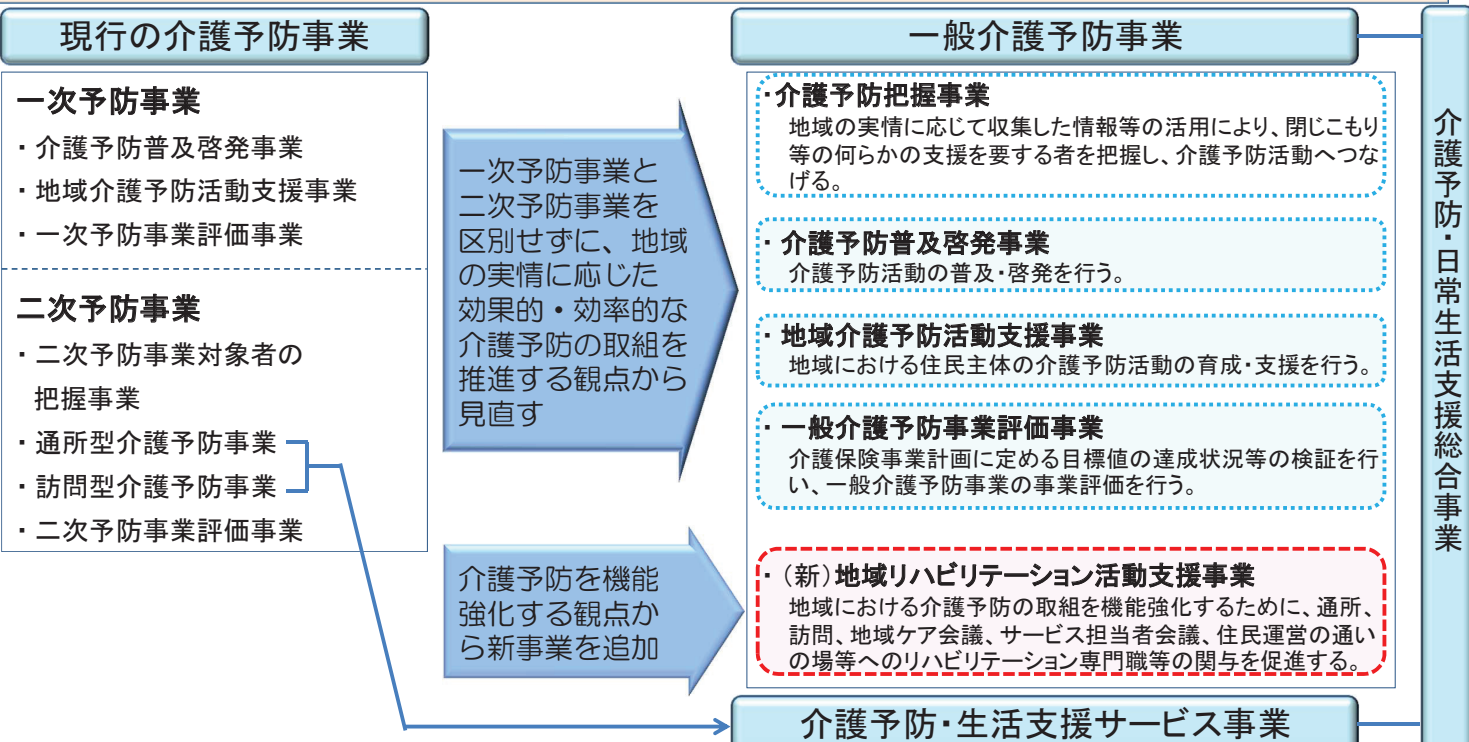 現行の介護予防事業
一次予防事業
・介護予防普及啓発事業
・地域介護予防活動支援事業
・一次予防事業評価事業
二次予防事業
・二次予防事業対象者の
把握事業
・通所型介護予防事業
・訪問型介護予防事業
・二次予防事業評価事業
一次予防事業と
二次予防事業を
区別せずに、地域
の実情に応じた
効果的・効率的な
介護予防の取組を
推進する観点から
見直す
介護予防を機能
強化する観点か
ら新事業を追加
一般介護予防事業
・介護予防把握事業
地域の実情に応じて収集した情報等の活用により、閉じこもり
等の何らかの支援を要する者を把握し、介護予防活動へつな
げる。
・介護予防普及啓発事業
介護予防活動の普及・啓発を行う。
・地域介護予防活動支援事業
地域における住民主体の介護予防活動の育成・支援を行う。
・一般介護予防事業評価事業
介護保険事業計画に定める目標値の達成状況等の検証を行
い、一般介護予防事業の事業評価を行う。
・(新)地域リハビリテーション活動支援事業
地域における介護予防の取組を機能強化するために、通所、
訪問、地域ケア会議、サービス担当者会議、住民運営の通い
の場等へのリハビリテーション専門職等の関与を促進する。
介護予防・生活支援サービス事業
介護予防・日常生活支援総合事業